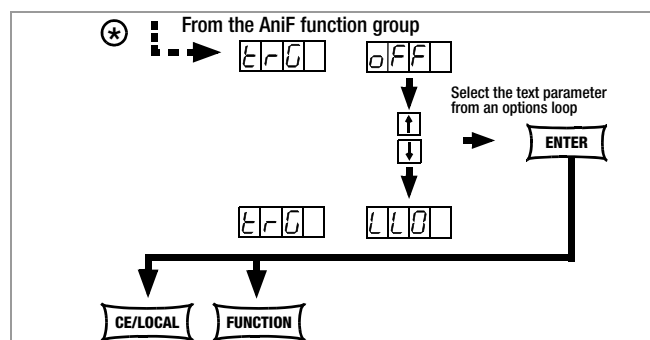 From the AniF function group
trG oFF
Select the text parameter
from an options loop
ENTER
trG LLO
CE/LOCAL FUNCTION